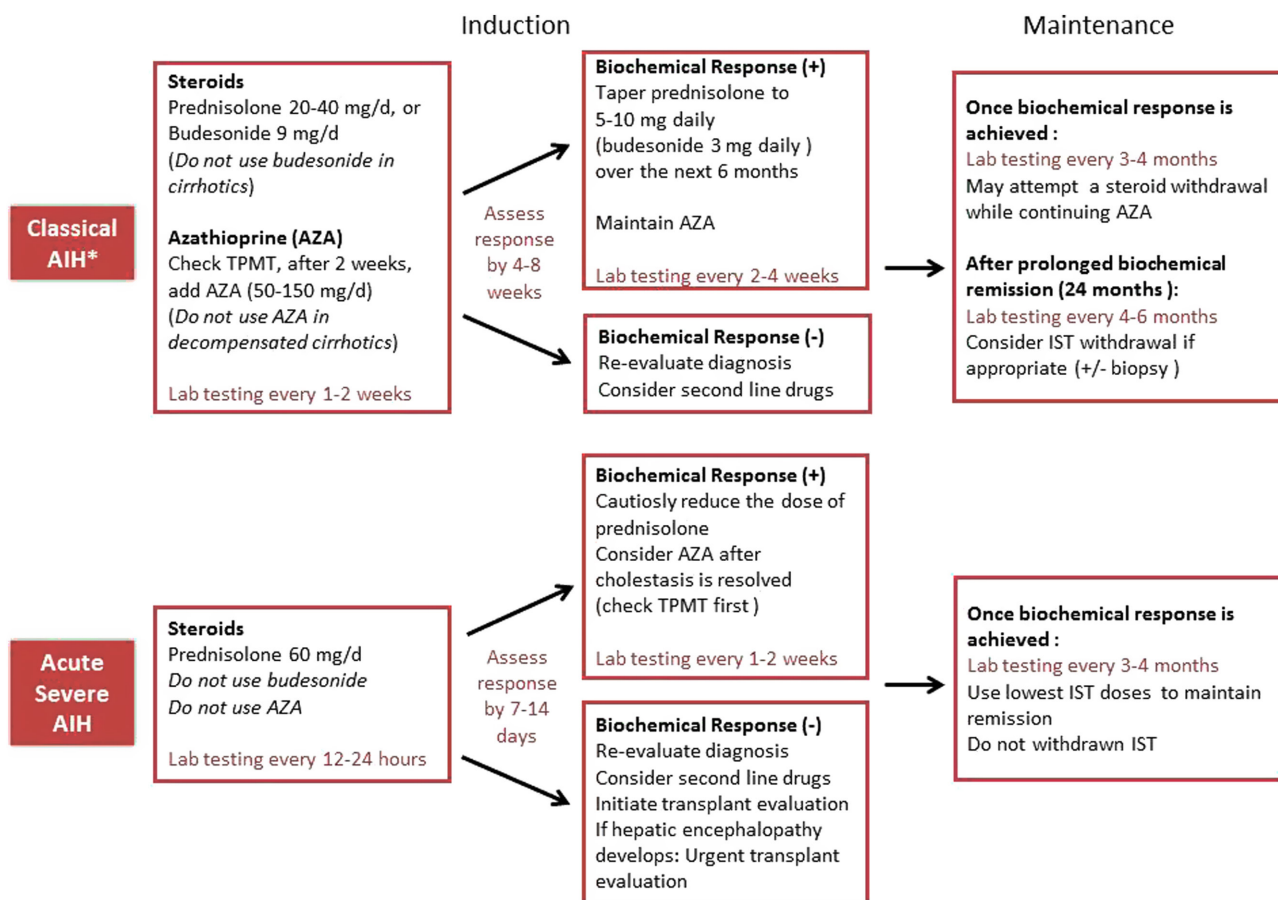 Induction
Maintenance
Classical
AIH*
Steroids
Prednisolone 20-40 mg/d, or
Budesonide 9 mg/d
(Do not use budesonide in
cirrhotics)
Azathioprine (AZA)
Check TPMT, after 2 weeks,
add AZA (50-150 mg/d)
(Do not use AZA in
decompensated cirrhotics)
Lab testing every 1-2 weeks
Assess
response
by 4-8
weeks
Biochemical Response (+)
Taper prednisolone to
5-10 mg daily
(budesonide 3 mg daily )
over the next 6 months
Maintain AZA
Lab testing every 2-4 weeks
Biochemical Response (-)
Re-evaluate diagnosis
Consider second line drugs
Once biochemical response is
achieved :
Lab testing every 3-4 months
May attempt a steroid withdrawal
while continuing AZA
After prolonged biochemical
remission (24 months ):
Lab testing every 4-6 months
Consider IST withdrawal if
appropriate (+/- biopsy )
Acute
Severe
AIH
Steroids
Prednisolone 60 mg/d
Do not use budesonide
Do not use AZA
Lab testing every 12-24 hours
Assess
response
by 7-14
days
Biochemical Response (+)
Cautiosly reduce the dose of
prednisolone
Consider AZA after
cholestasis is resolved
(check TPMT first )
Lab testing every 1-2 weeks
Biochemical Response (-)
Re-evaluate diagnosis
Consider second line drugs
Initiate transplant evaluation
If hepatic encephalopathy
develops: Urgent transplant
evaluation
Once biochemical response is
achieved :
Lab testing every 3-4 months
Use lowest IST doses to maintain
remission
Do not withdrawn IST